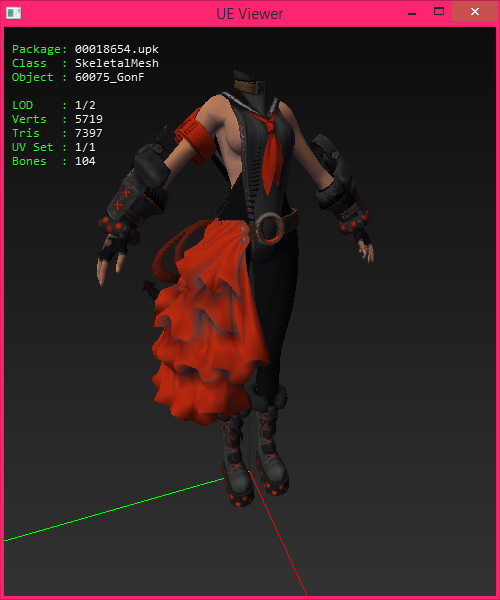 UE Viewer
Package: 00018654.upk
Class  : SkeletalMesh
Object : 60075_GonF
LOD    : 1/2
Verts  : 5719
Tris   : 7397
UV Set : 1/1
Bones  : 104